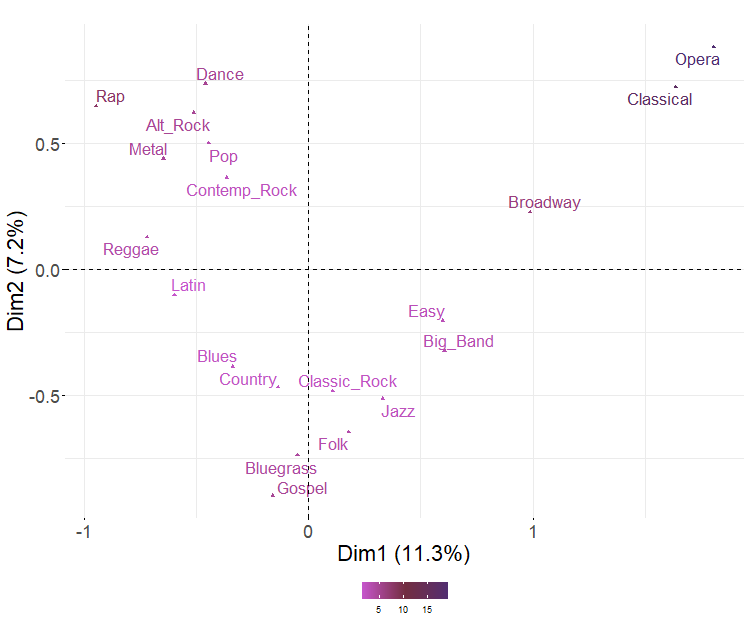 Opera
Dance
Rap
Classical
Alt_Rock
0.5
Metal
Pop
Contemp_Rock
Broadway
Reggae
Dim2 (7.2%)
0.0
Latin
Easy
Big_Band
Blues
Country
Classic_Rock
-0.5
Jazz
Folk
Bluegrass
Gospel
-1 0 1
Dim1 (11.3%)
5 10 15